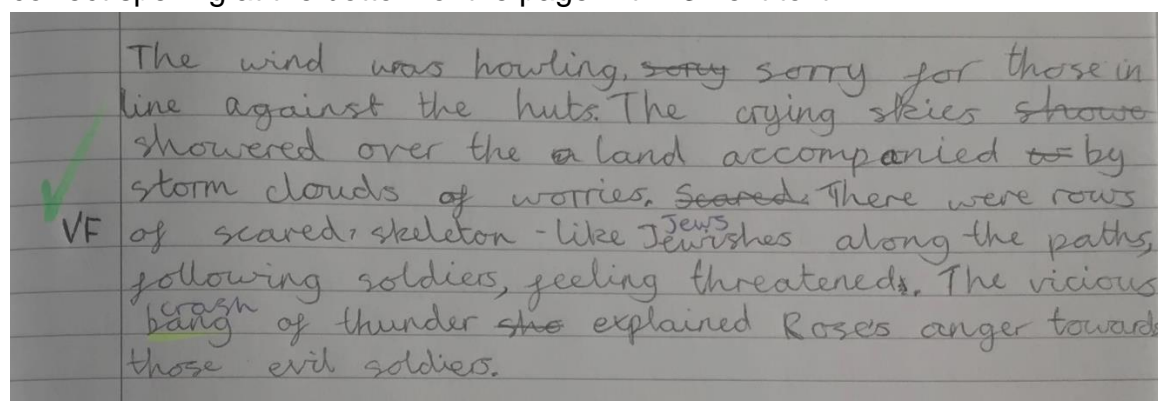 The wind was howling, sorry sorry for those in
line against the huts. The crying skies showe
showered over the a land accompanied to by
storm clouds of worries. Scared. There were rows
Jews
VF of scared, skeleton-like Jewishes along the paths,
following soldiers, feeling threatened. The vicious
crash
bang of thunder she explained Roses anger towards
those evil soldiers.